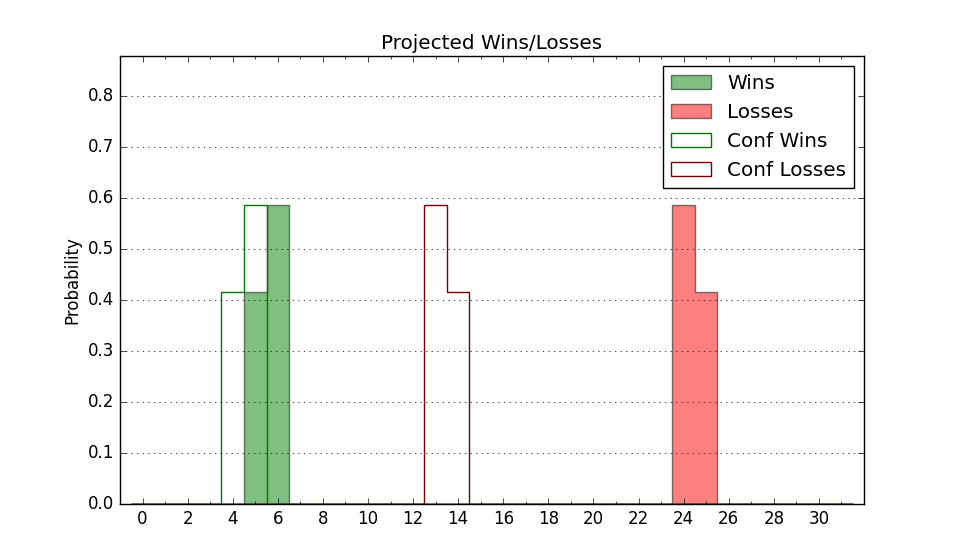 Projected Wins/Losses
Wins
Losses
Conf Wins
Conf Losses
Probability
0.8
0.7
0.6
0.5
0.4
0.3
0.2
0.1
0.0
0 2 4 6 8 10 12 14 16 18 20 22 24 26 28 30